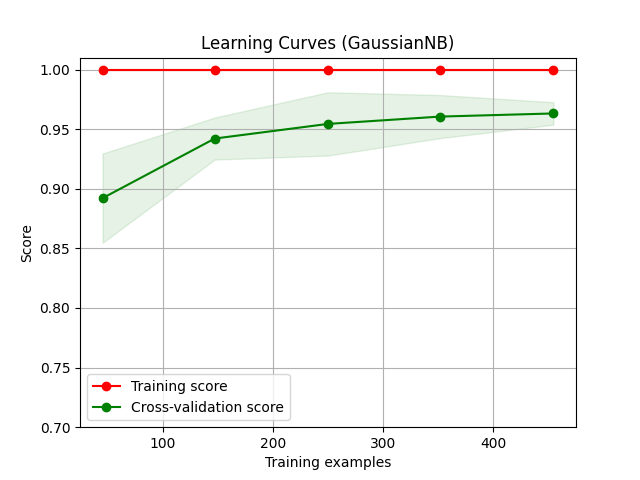 Learning Curves (GaussianNB)
1.00
0.95
0.90
0.85
0.80
0.75
0.70
Score
Training score
Cross-validation score
100
200
300
400
Training examples